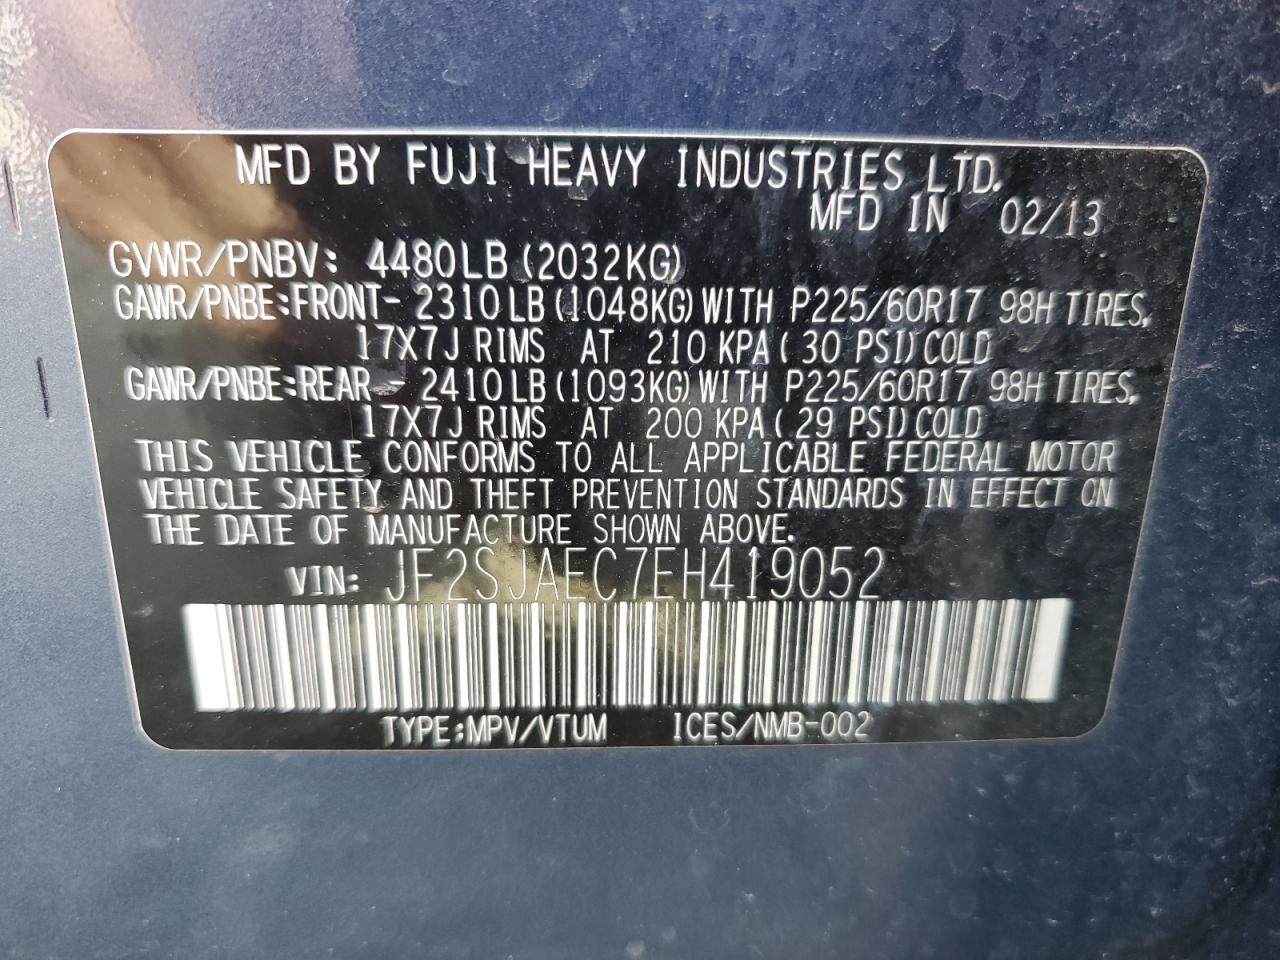 MFD BY FUJI HEAVY INDUSTRIES LTD.
MFD IN 02/13
GVWR/PNBV: 4480LB (2032KG)
GAWR/PNBE:FRONT- 2310LB (1048KG) WITH P225/60R17 98H TIRES,
17X7J RIMS AT 210 KPA ( 30 PSI) COLD
GAWR/PNBE:REAR - 2410LB (1093KG) WITH P225/60R17 98H TIRES,
17X7J RIMS AT 200 KPA ( 29 PSI) COLD
THIS VEHICLE CONFORMS TO ALL APPLICABLE FEDERAL MOTOR
VEHICLE SAFETY AND THEFT PREVENTION STANDARDS IN EFFECT ON
THE DATE OF MANUFACTURE SHOWN ABOVE.
VIN: JF2SJAEC7EH419052
TYPE:MPV/VTUM ICES/NMB-002